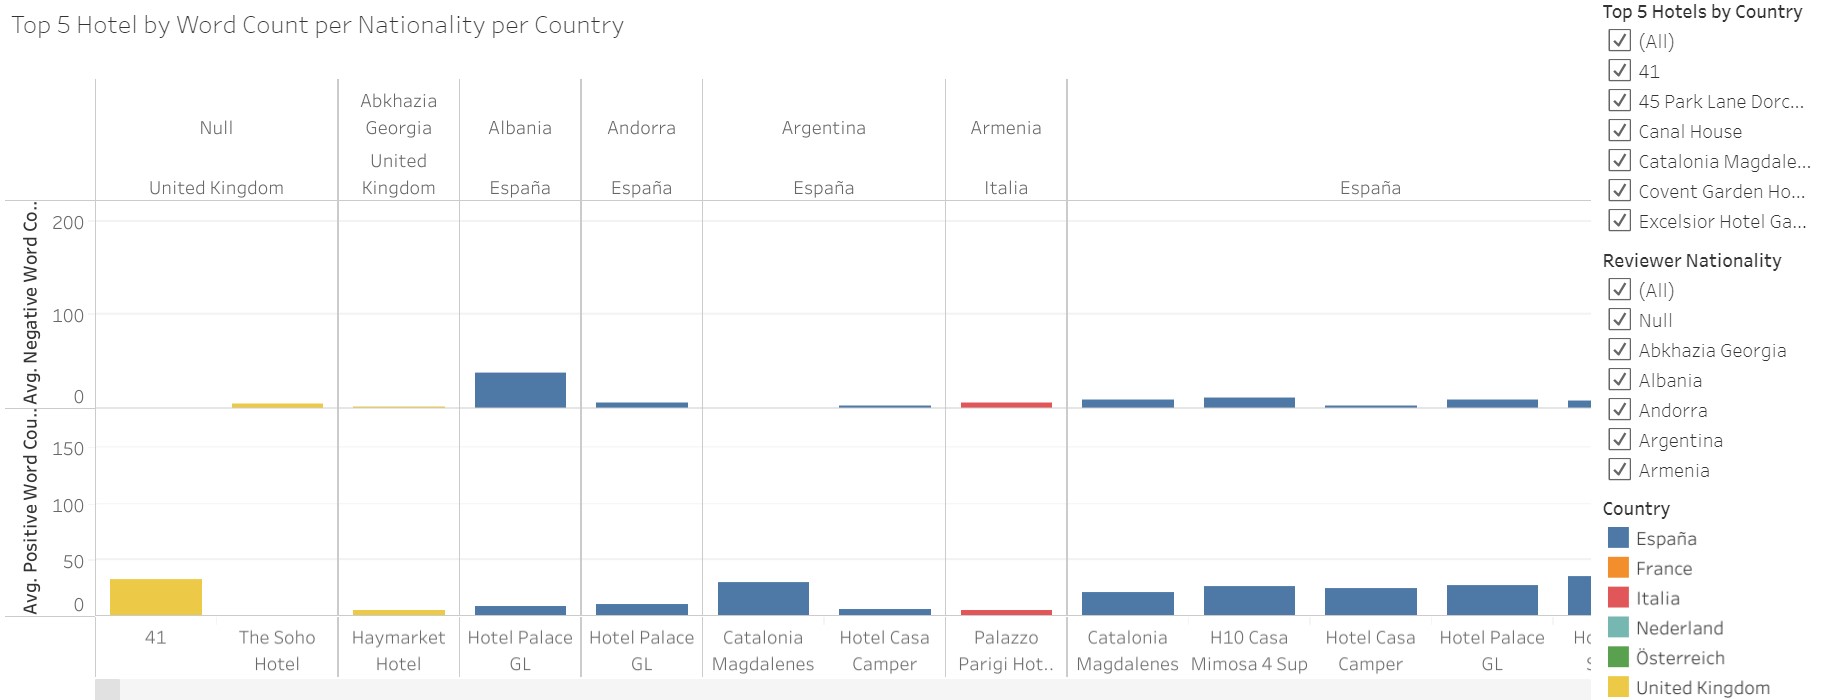 Top 5 Hotel by Word Count per Nationality per Country
Null
Abkhazia
Georgia
Albania
Andorra
Argentina
Armenia
United Kingdom
United
Kingdom
España
España
España
Italia
España
Avg. Negative Word Co..
200
100
0
Avg. Positive Word Cou..
150
100
50
0
41
The Soho
Hotel
Haymarket
Hotel
Hotel Palace
GL
Hotel Palace
GL
Catalonia
Magdalenes
Hotel Casa
Camper
Palazzo
Parigi Hot..
Catalonia
Magdalenes
H10 Casa
Mimosa 4 Sup
Hotel Casa
Camper
Hotel Palace
GL
Top 5 Hotels by Country
(All)
41
45 Park Lane Dorc...
Canal House
Catalonia Magdale...
Covent Garden Ho...
Excelsior Hotel Ga...
Reviewer Nationality
(All)
Null
Abkhazia Georgia
Albania
Andorra
Argentina
Armenia
Country
España
France
Italia
Nederland
Österreich
United Kingdom